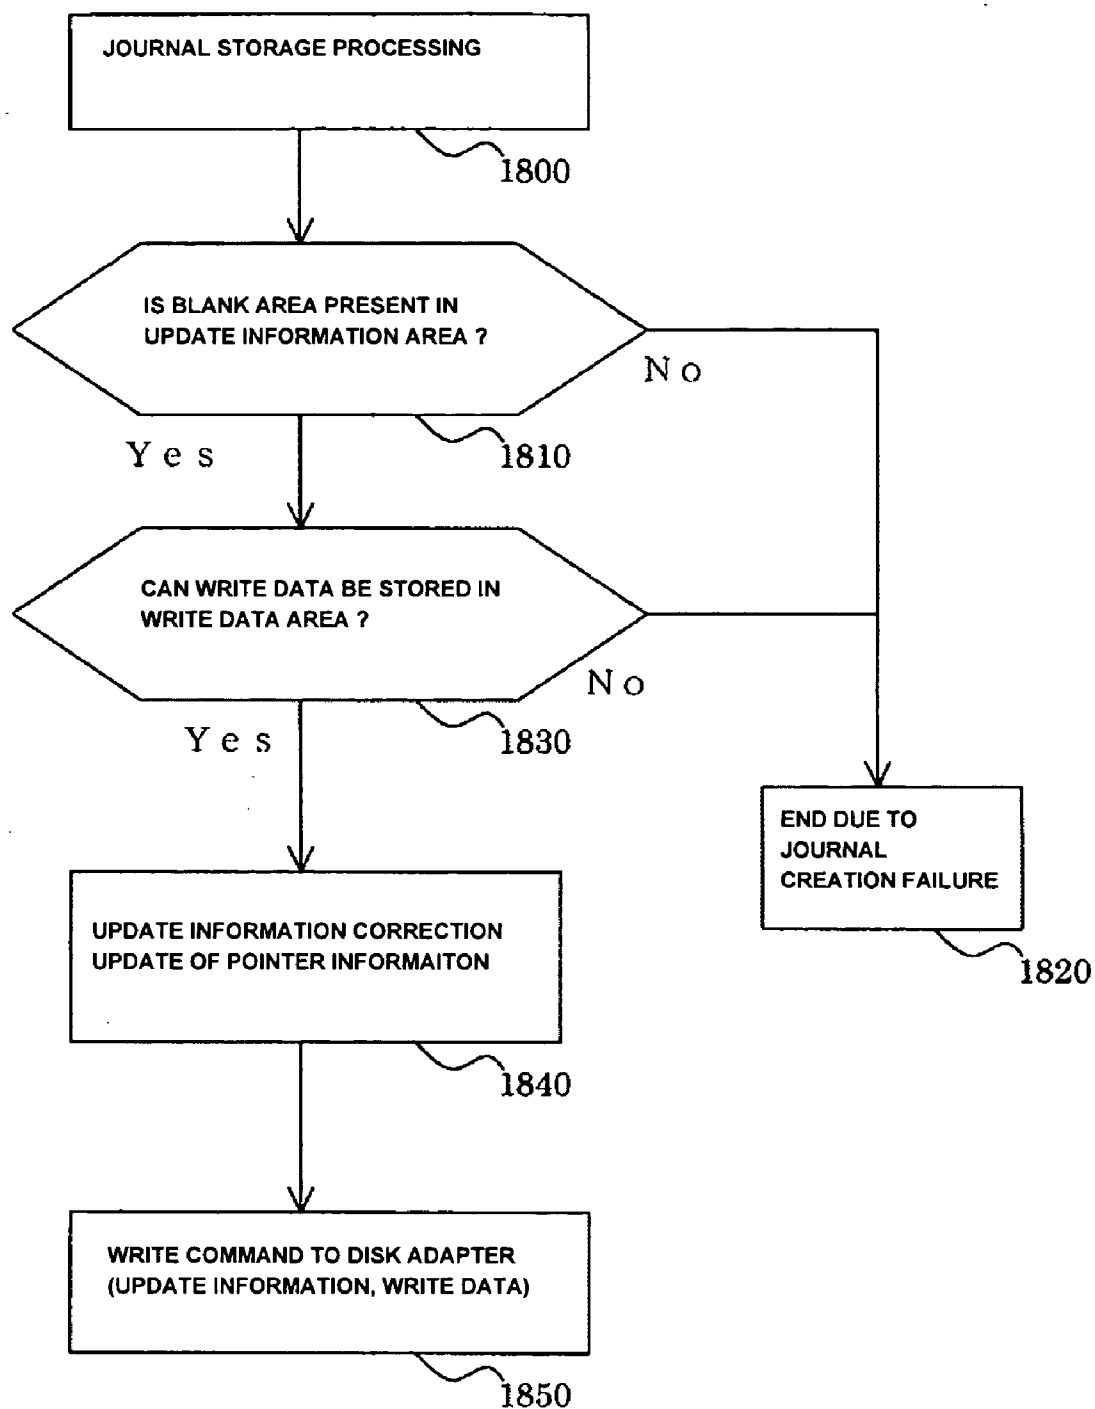 JOURNAL STORAGE PROCESSING
1800
IS BLANK AREA PRESENT IN
UPDATE INFORMATION AREA ?
No
Yes
1810
CAN WRITE DATA BE STORED IN
WRITE DATA AREA ?
No
Yes
1830
END DUE TO
JOURNAL
CREATION FAILURE
1820
UPDATE INFORMATION CORRECTION
UPDATE OF POINTER INFORMAITON
1840
WRITE COMMAND TO DISK ADAPTER
(UPDATE INFORMATION, WRITE DATA)
1850